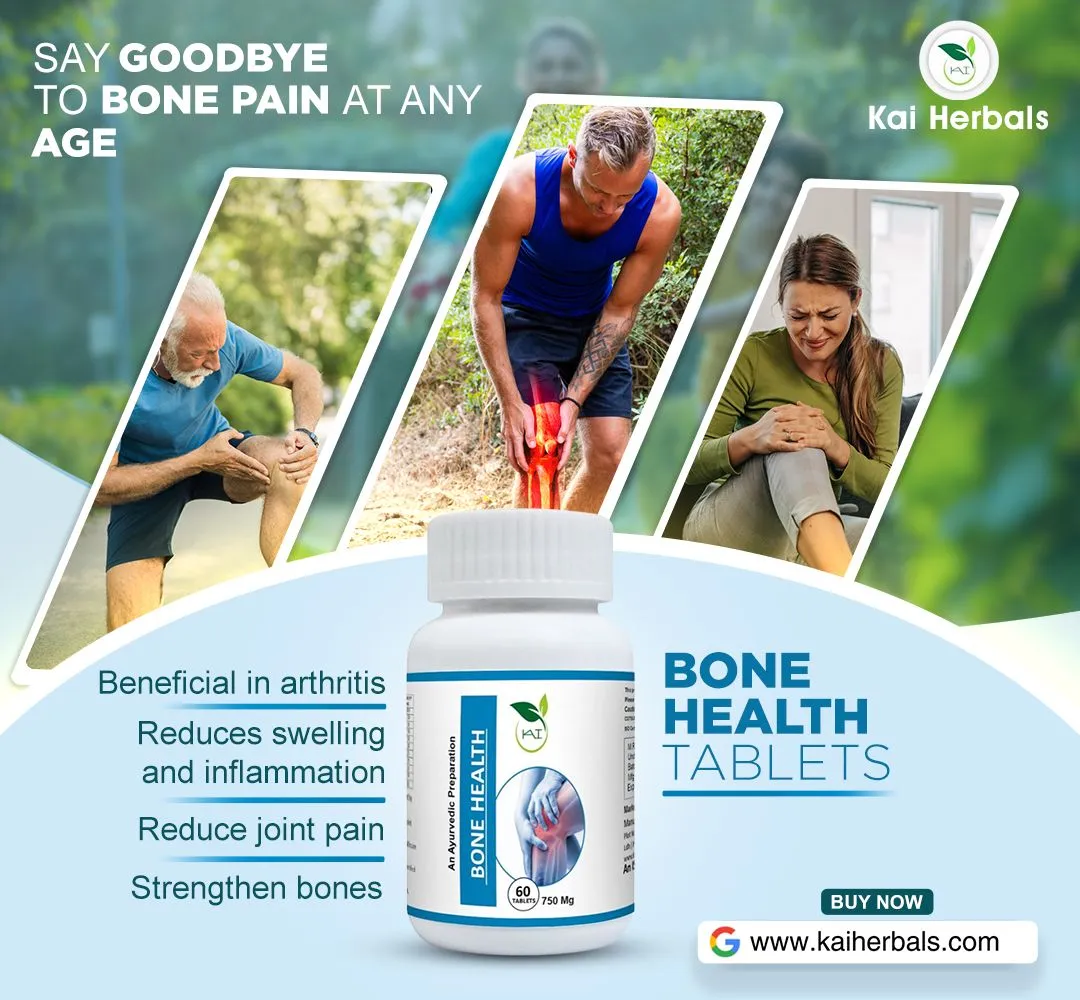 SAY GOODBYE
TO BONE PAIN AT ANY
AGE
KAI
Kai Herbals
Beneficial in arthritis
Reduces swelling
and inflammation
Reduce joint pain
Strengthen bones
An Ayurvedic Preparation
BONE HEALTH
KAI
60
TABLETS
750 Mg
BONE
HEALTH
TABLETS
BUY NOW
G www.kaiherbals.com